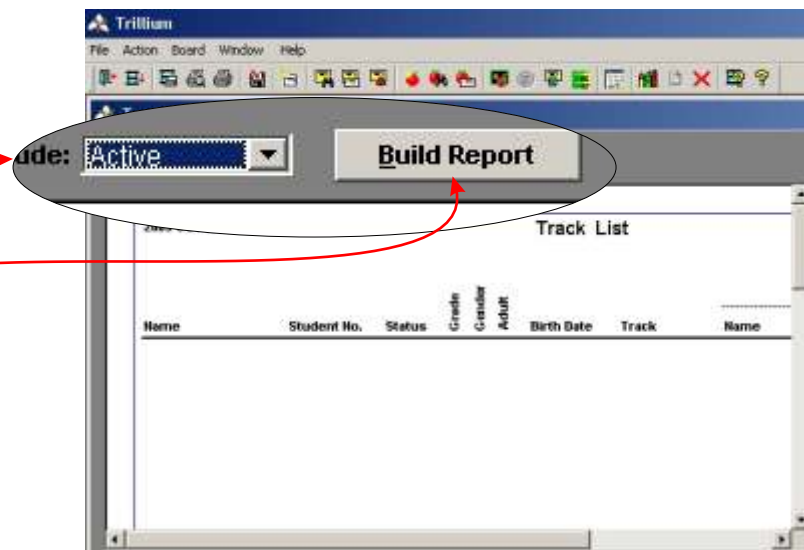 Trillium
File Action Board Window Help
ude: Active Build Report
Track List
Grade Gender Adult
Name Student No. Status Birth Date Track Name